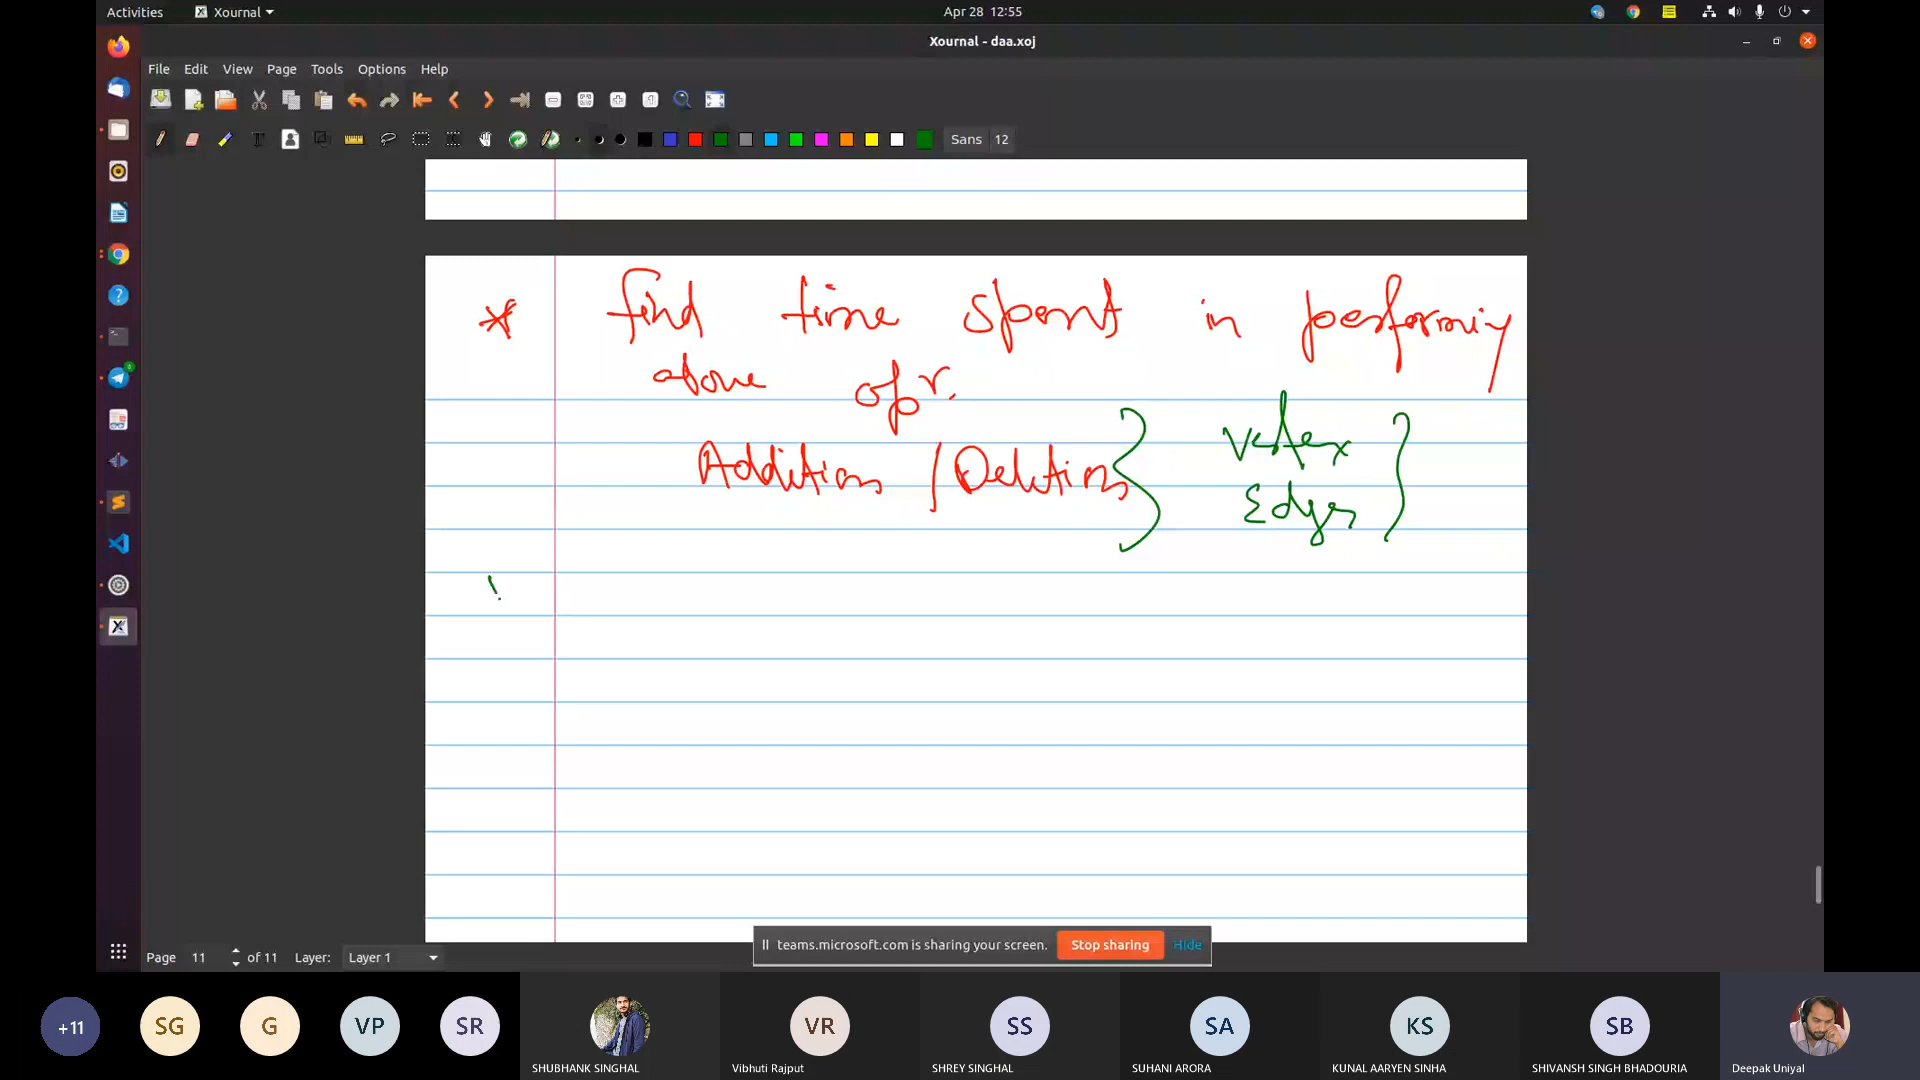 Activities Xournal Apr 28 12:55
Xournal - daa.xoj
File Edit View Page Tools Options Help
Sans 12
* find time spent in performing
above opr.
Addition / Deletion } Vertex }
Edges
Page 11 of 11 Layer: Layer 1
teams.microsoft.com is sharing your screen. Stop sharing Hide
+11 SG G VP SR VR SS SA KS SB
SHUBHANK SINGHAL Vibhuti Rajput SHREY SINGHAL SUHANI ARORA KUNAL AARYEN SINHA SHIVANSH SINGH BHADOURIA Deepak Uniyal